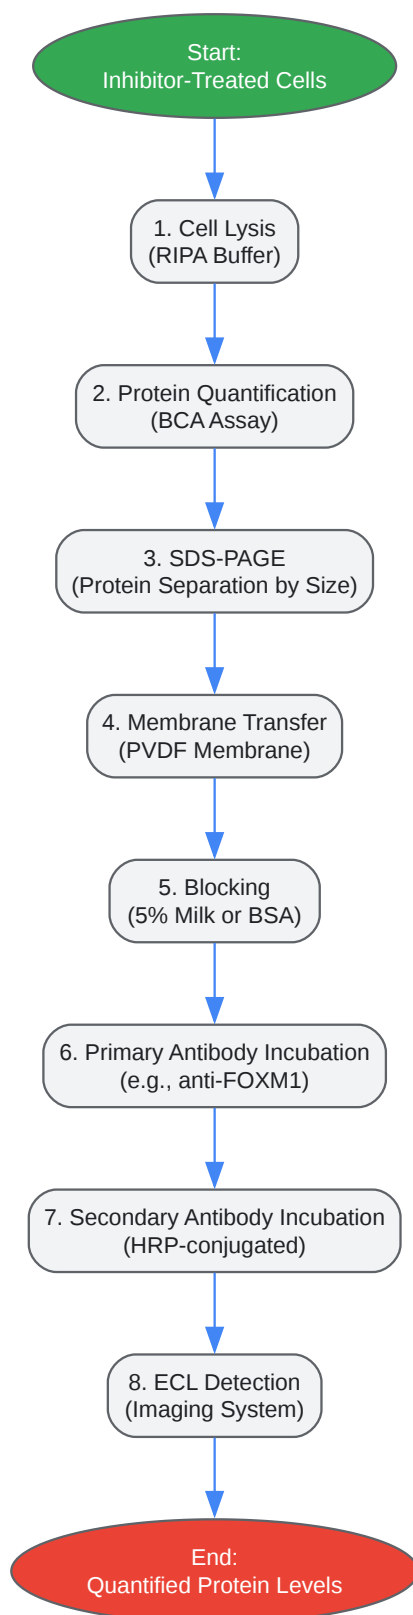 Start:
Inhibitor-Treated Cells
1. Cell Lysis
(RIPA Buffer)
2. Protein Quantification
(BCA Assay)
3. SDS-PAGE
(Protein Separation by Size)
4. Membrane Transfer
(PVDF Membrane)
5. Blocking
(5% Milk or BSA)
6. Primary Antibody Incubation
(e.g., anti-FOXM1)
7. Secondary Antibody Incubation
(HRP-conjugated)
8. ECL Detection
(Imaging System)
End:
Quantified Protein Levels